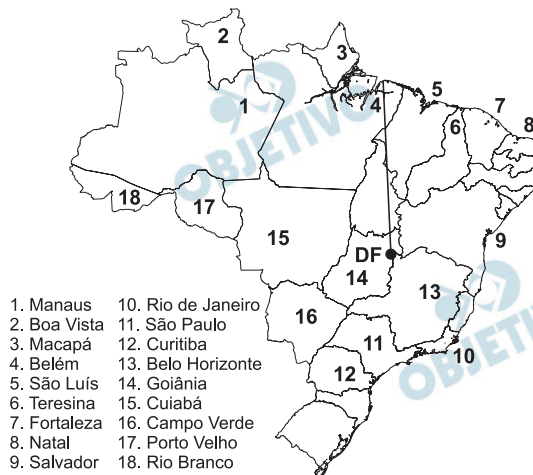 2
3
1
4
5
7
6
8
18
17
9
15
DF
14
13
16
11
10
12
1. Manaus 10. Rio de Janeiro
2. Boa Vista 11. São Paulo
3. Macapá 12. Curitiba
4. Belém 13. Belo Horizonte
5. São Luís 14. Goiânia
6. Teresina 15. Cuiabá
7. Fortaleza 16. Campo Verde
8. Natal 17. Porto Velho
9. Salvador 18. Rio Branco
OBJETIVO
OBJETIVO